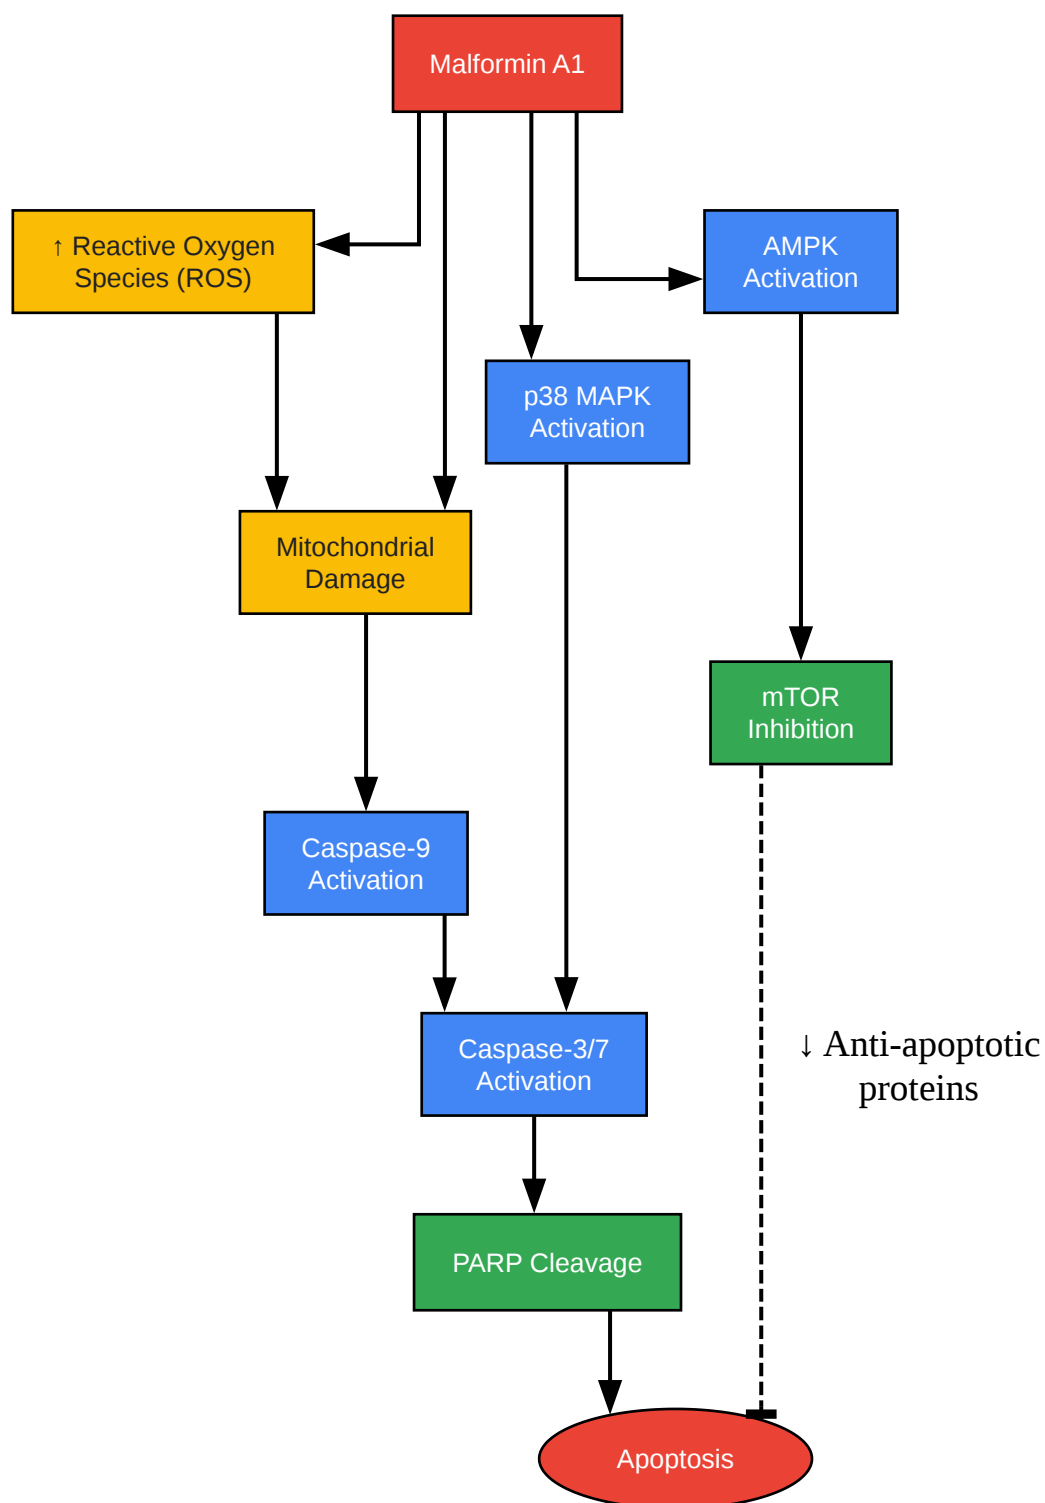 Malformin A1
↑ Reactive Oxygen
Species (ROS)
AMPK
Activation
p38 MAPK
Activation
Mitochondrial
Damage
mTOR
Inhibition
Caspase-9
Activation
↓ Anti-apoptotic
proteins
Caspase-3/7
Activation
PARP Cleavage
Apoptosis